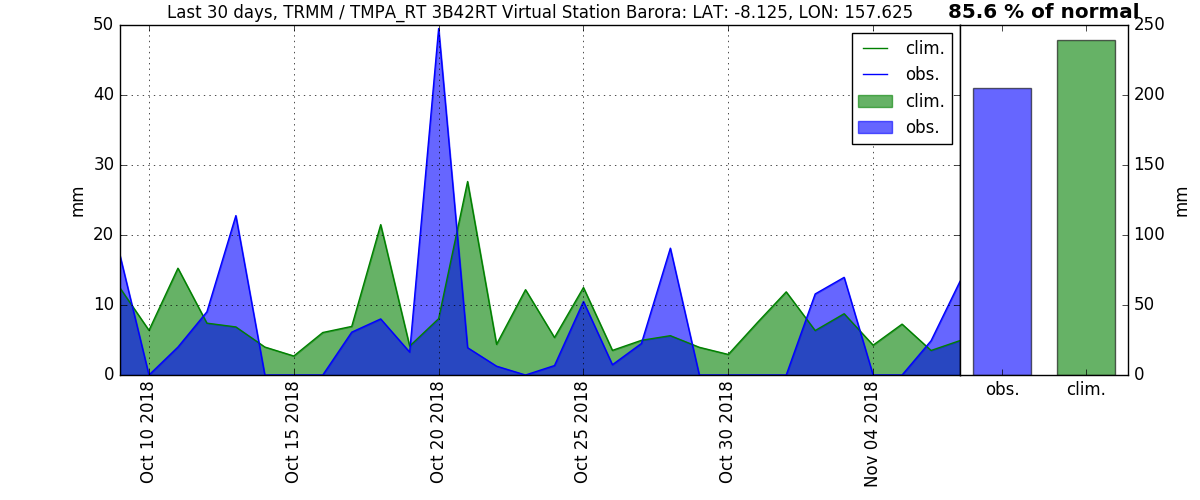 Last 30 days, TRMM / TMPA_RT 3B42RT Virtual Station Barora: LAT: -8.125, LON: 157.625
85.6 % of normal
50
40
30
20
10
0
mm
clim.
obs.
clim.
obs.
Oct 10 2018
Oct 15 2018
Oct 20 2018
Oct 25 2018
Oct 30 2018
Nov 04 2018
250
200
150
100
50
0
mm
obs.
clim.